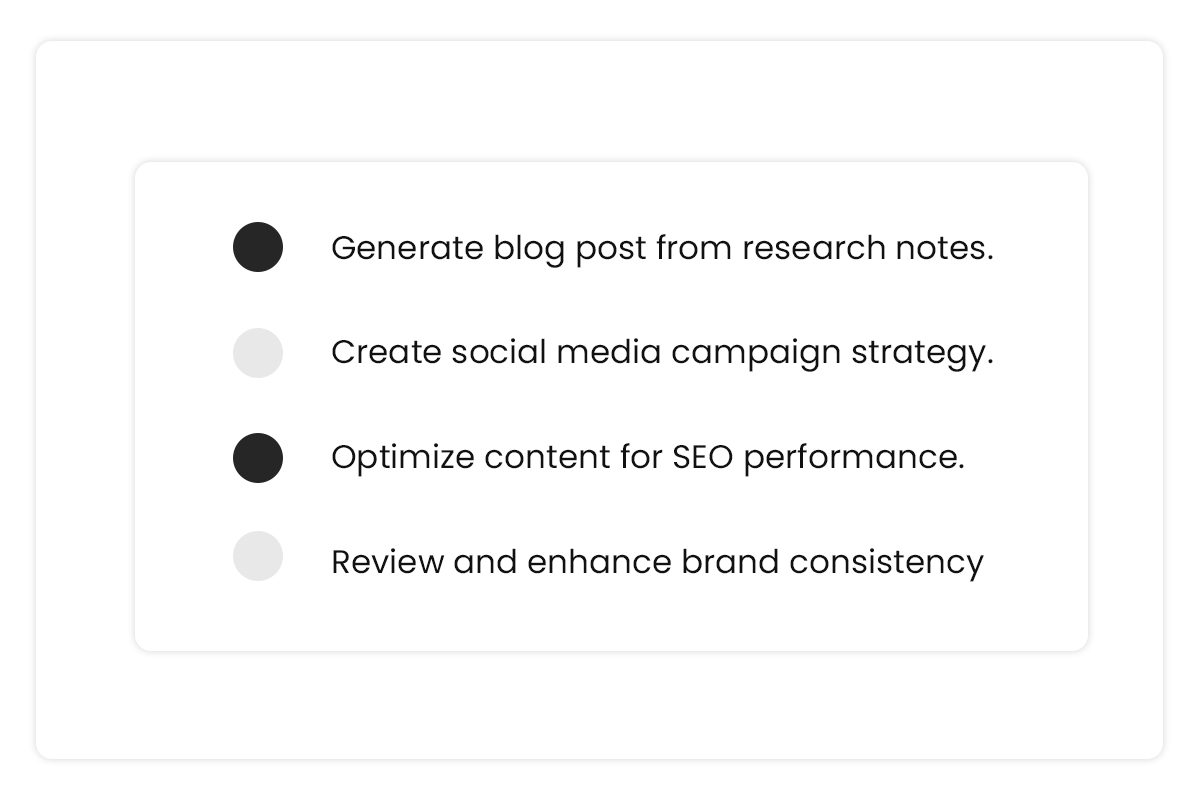 Generate blog post from research notes.
Create social media campaign strategy.
Optimize content for SEO performance.
Review and enhance brand consistency